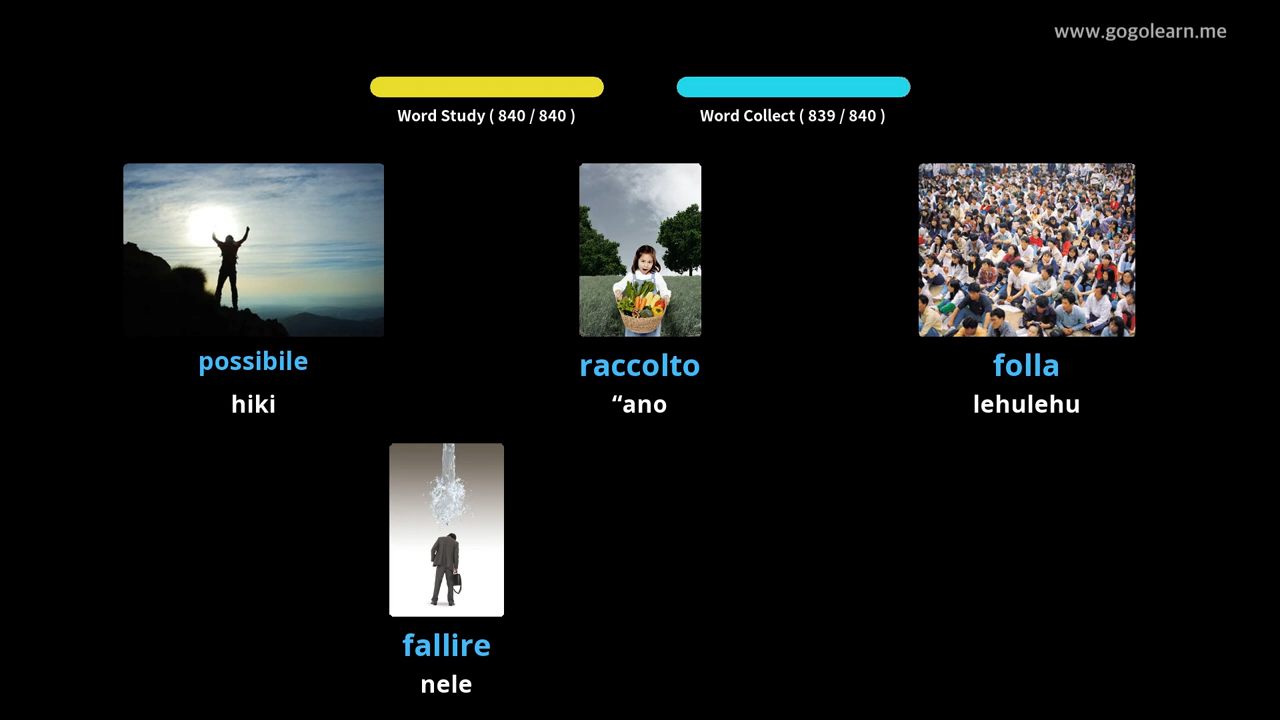 www.gogolearn.me
Word Study ( 840 / 840 )
Word Collect ( 839 / 840 )
possibile
hiki
raccolto
“ano
folla
lehulehu
fallire
nele